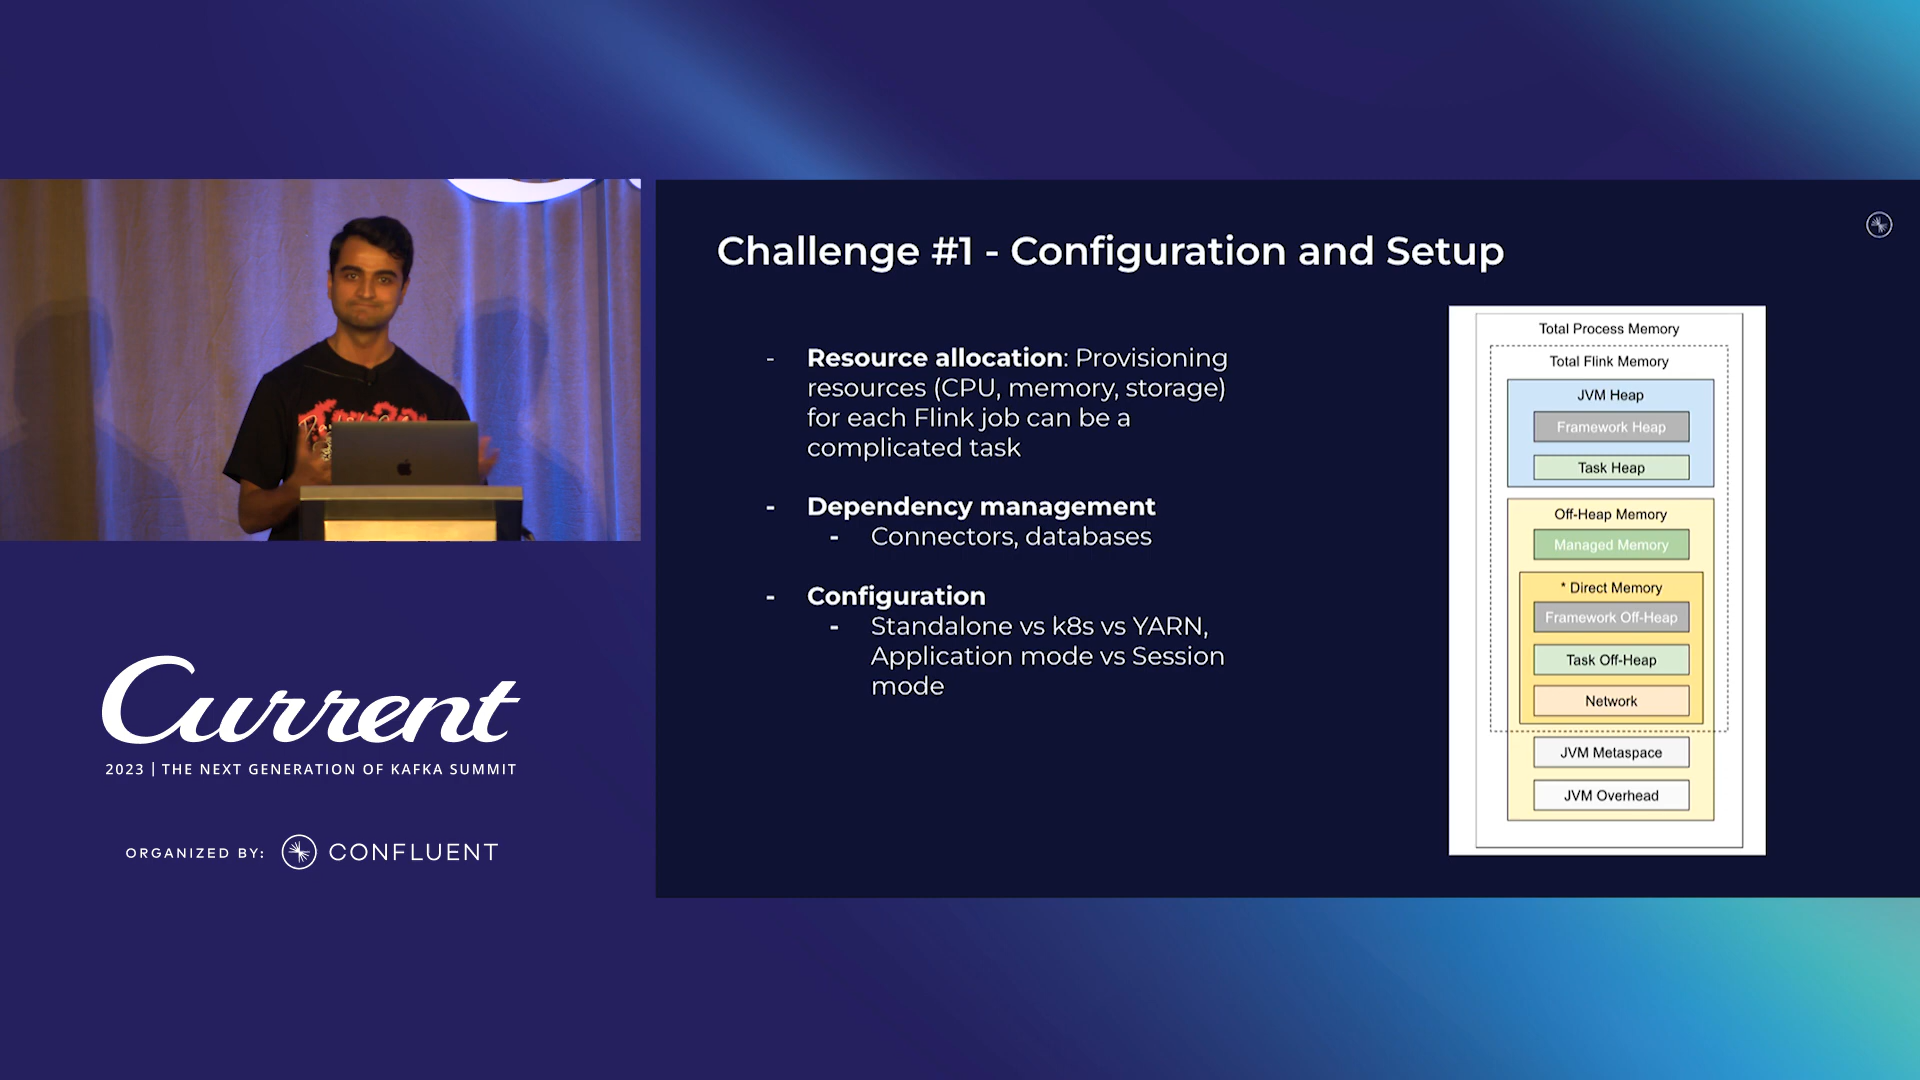 Challenge #1 - Configuration and Setup
- Resource allocation: Provisioning
resources (CPU, memory, storage)
for each Flink job can be a
complicated task
- Dependency management
- Connectors, databases
- Configuration
- Standalone vs k8s vs YARN,
Application mode vs Session
mode
Total Process Memory
Total Flink Memory
JVM Heap
Framework Heap
Task Heap
Off-Heap Memory
Managed Memory
* Direct Memory
Framework Off-Heap
Task Off-Heap
Network
JVM Metaspace
JVM Overhead
Current
2023 | THE NEXT GENERATION OF KAFKA SUMMIT
ORGANIZED BY: CONFLUENT